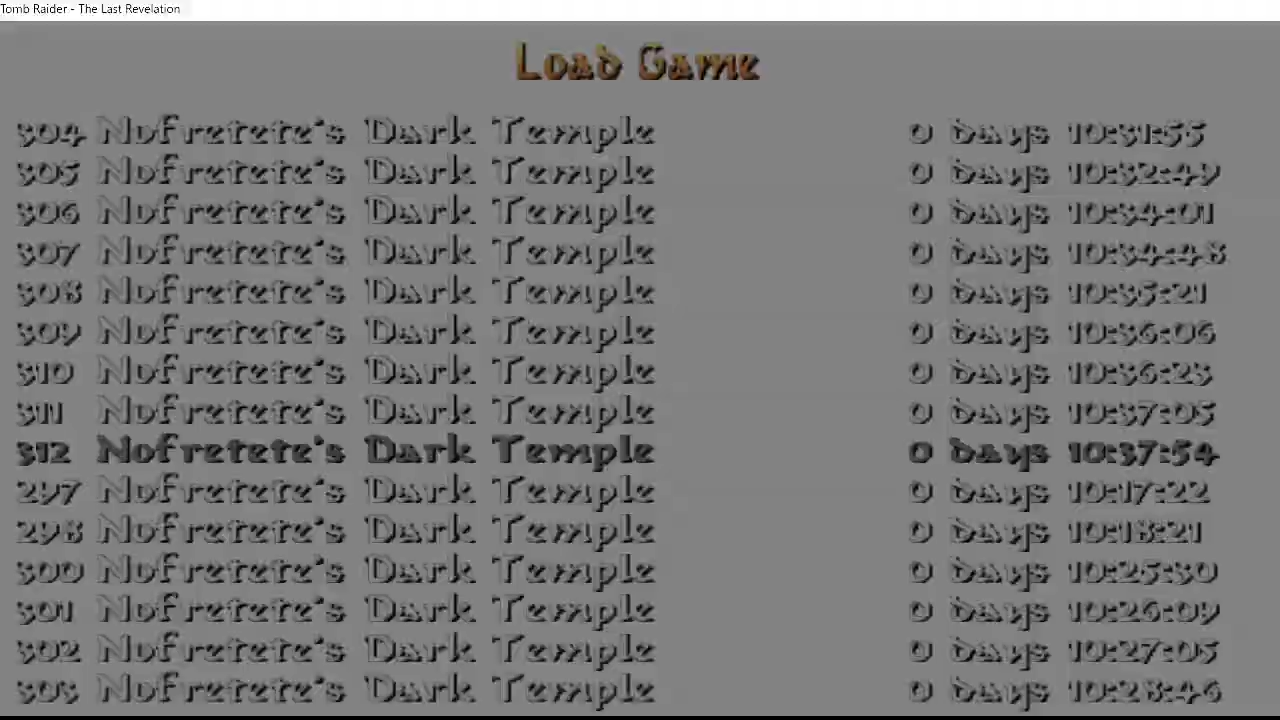 Tomb Raider - The Last Revelation
Load Game
304 Nofretete's Dark Temple 0 days 10:31:55
305 Nofretete's Dark Temple 0 days 10:32:49
306 Nofretete's Dark Temple 0 days 10:34:01
307 Nofretete's Dark Temple 0 days 10:34:48
308 Nofretete's Dark Temple 0 days 10:35:21
309 Nofretete's Dark Temple 0 days 10:36:06
310 Nofretete's Dark Temple 0 days 10:36:23
311 Nofretete's Dark Temple 0 days 10:37:05
312 Nofretete's Dark Temple 0 days 10:37:54
297 Nofretete's Dark Temple 0 days 10:17:22
298 Nofretete's Dark Temple 0 days 10:18:21
300 Nofretete's Dark Temple 0 days 10:25:30
301 Nofretete's Dark Temple 0 days 10:26:09
302 Nofretete's Dark Temple 0 days 10:27:05
303 Nofretete's Dark Temple 0 days 10:28:46